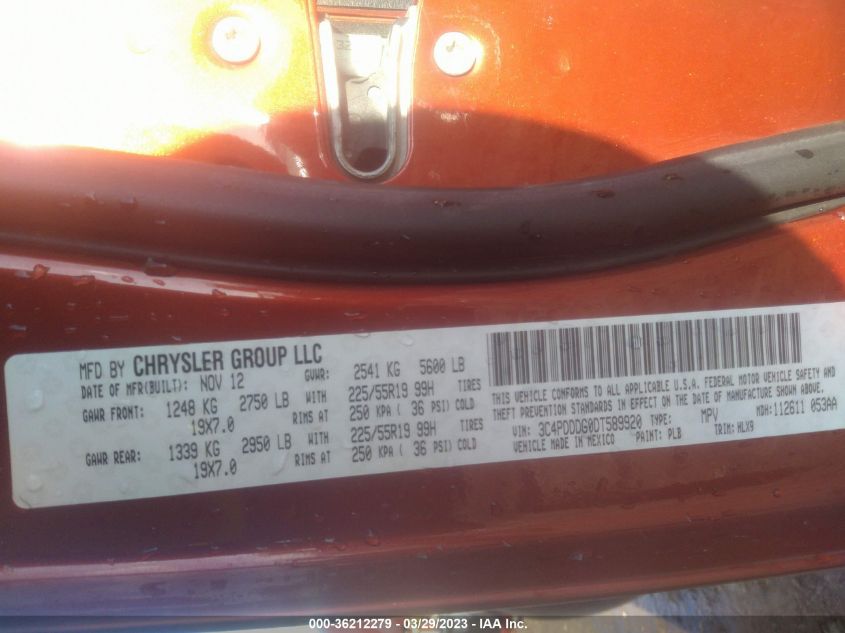 32
MFD BY CHRYSLER GROUP LLC
DATE OF MFR(BUILT): NOV 12 GVWR: 2541 KG 5600 LB
GAWR FRONT: 1248 KG 2750 LB WITH 225/55R19 99H TIRES
19X7.0 RIMS AT 250 KPA ( 36 PSI) COLD
GAWR REAR: 1339 KG 2950 LB WITH 225/55R19 99H TIRES
19X7.0 RIMS AT 250 KPA ( 36 PSI) COLD
THIS VEHICLE CONFORMS TO ALL APPLICABLE U.S.A. FEDERAL MOTOR VEHICLE SAFETY AND
THEFT PREVENTION STANDARDS IN EFFECT ON THE DATE OF MANUFACTURE SHOWN ABOVE.
VIN: 3C4PDDDG0DT589920 TYPE: MPV MDH: 112611 053AA
VEHICLE MADE IN MEXICO PAINT: PLB TRIM: HLX9
000-36212279 - 03/29/2023 - IAA Inc.